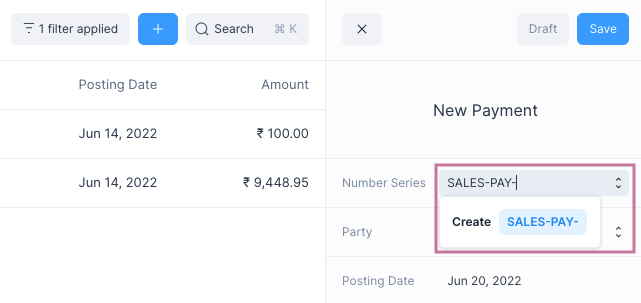 1 filter applied
+
Search ⌘ K
Draft
Save
Posting Date Amount
New Payment
Jun 14, 2022 ₹ 100.00
Jun 14, 2022 ₹ 9,448.95
Number Series SALES-PAY-
Create SALES-PAY-
Party
Posting Date Jun 20, 2022